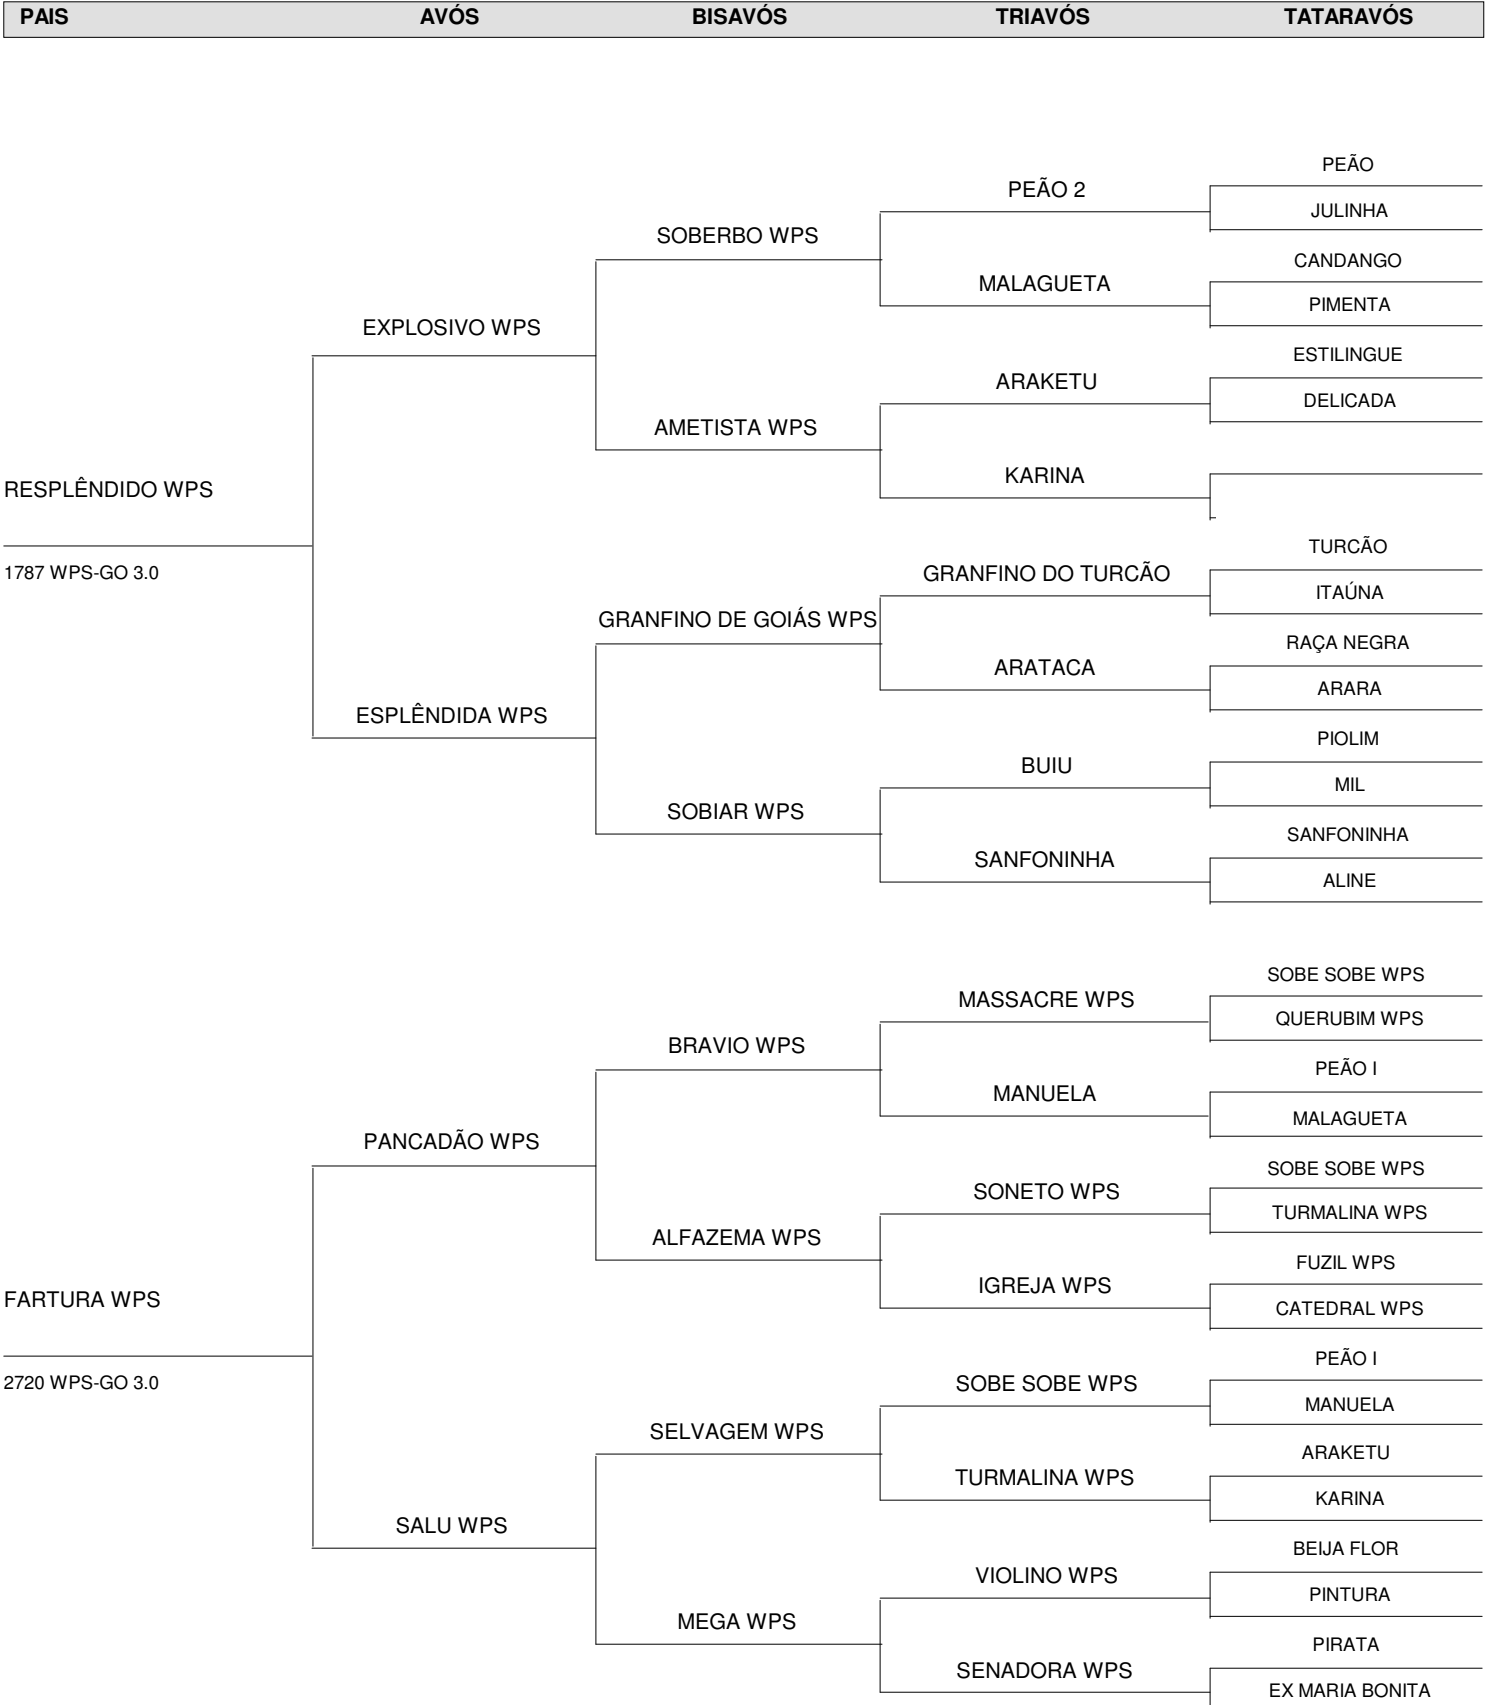 PAIS AVÓS BISAVÓS TRIAVÓS TATARAVÓS
PEÃO
PEÃO 2
JULINHA
SOBERBO WPS
CANDANGO
MALAGUETA
PIMENTA
EXPLOSIVO WPS
ESTILINGUE
ARAKETU
DELICADA
AMETISTA WPS
KARINA
RESPLÊNDIDO WPS
TURCÃO
1787 WPS-GO 3.0
GRANFINO DO TURCÃO
ITAÚNA
GRANFINO DE GOIÁS WPS
RAÇA NEGRA
ARATACA
ARARA
ESPLÊNDIDA WPS
PIOLIM
BUIU
MIL
SOBIAR WPS
SANFONINHA
SANFONINHA
ALINE
SOBE SOBE WPS
MASSACRE WPS
QUERUBIM WPS
BRAVIO WPS
PEÃO I
MANUELA
MALAGUETA
PANCADÃO WPS
SOBE SOBE WPS
SONETO WPS
TURMALINA WPS
ALFAZEMA WPS
FUZIL WPS
IGREJA WPS
CATEDRAL WPS
FARTURA WPS
PEÃO I
2720 WPS-GO 3.0
SOBE SOBE WPS
MANUELA
SELVAGEM WPS
ARAKETU
TURMALINA WPS
KARINA
SALU WPS
BEIJA FLOR
VIOLINO WPS
PINTURA
MEGA WPS
PIRATA
SENADORA WPS
EX MARIA BONITA